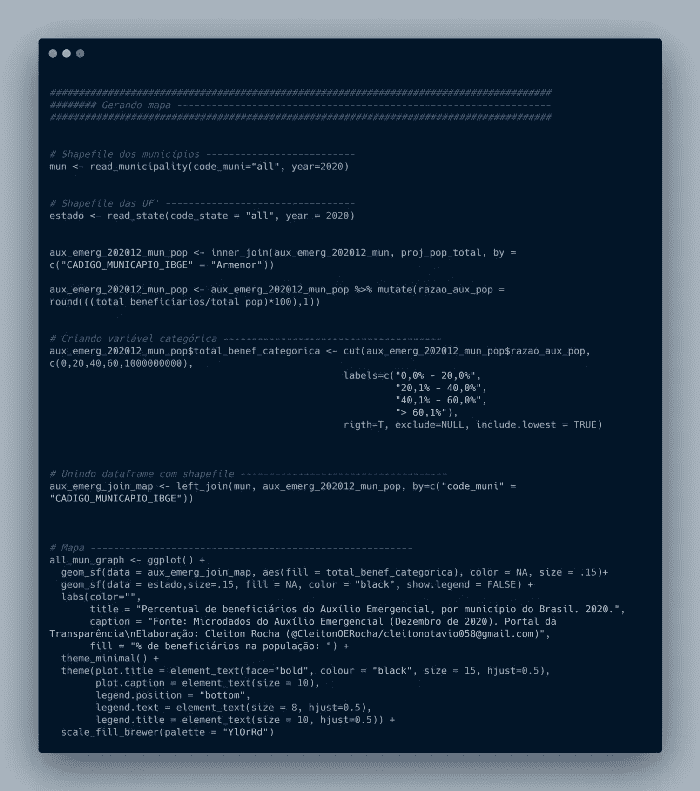 ################################################################################
######## Gerando mapa ----------------------------------------------------------------
################################################################################
# Shapefile dos municípios --------------------------
mun <- read_municipality(code_muni="all", year=2020)
# Shapefile das UF' ----------------------------
estado <- read_state(code_state = "all", year = 2020)
aux_emerg_202012_mun_pop <- inner_join(aux_emerg_202012_mun, proj_pop_total, by =
c("CADIGO_MUNICAPIO_IBGE" = "Armenor"))
aux_emerg_202012_mun_pop <- aux_emerg_202012_mun_pop %>% mutate(razao_aux_pop =
round(((total_beneficiarios/total_pop)*100),1))
# Criando variável categórica --------------------------------------
aux_emerg_202012_mun_pop$total_benef_categorica <- cut(aux_emerg_202012_mun_pop$razao_aux_pop,
c(0,20,40,60,1000000000),
labels=c("0,0% - 20,0%",
"20,1% - 40,0%",
"40,1% - 60,0%",
"> 60,1%"),
rigth=T, exclude=NULL, include.lowest = TRUE)
# Unindo dataframe com shapefile ------------------------------------
aux_emerg_join_map <- left_join(mun, aux_emerg_202012_mun_pop, by=c("code_muni" =
"CADIGO_MUNICAPIO_IBGE"))
# Mapa --------------------------------------------------------
all_mun_graph <- ggplot() +
geom_sf(data = aux_emerg_join_map, aes(fill = total_benef_categorica), color = NA, size = .15)+
geom_sf(data = estado,size=.15, fill = NA, color = "black", show.legend = FALSE) +
labs(color="",
title = "Percentual de beneficiários do Auxílio Emergencial, por município do Brasil. 2020.",
caption = "Fonte: Microdados do Auxílio Emergencial (Dezembro de 2020). Portal da
Transparência\nElaboração: Cleiton Rocha (@CleitonOERocha/cleitonotavio058@gmail.com)",
fill = "% de beneficiários na população: ") +
theme_minimal() +
theme(plot.title = element_text(face="bold", colour = "black", size = 15, hjust=0.5),
plot.caption = element_text(size = 10),
legend.position = "bottom",
legend.text = element_text(size = 8, hjust=0.5),
legend.title = element_text(size = 10, hjust=0.5)) +
scale_fill_brewer(palette = "YlOrRd")